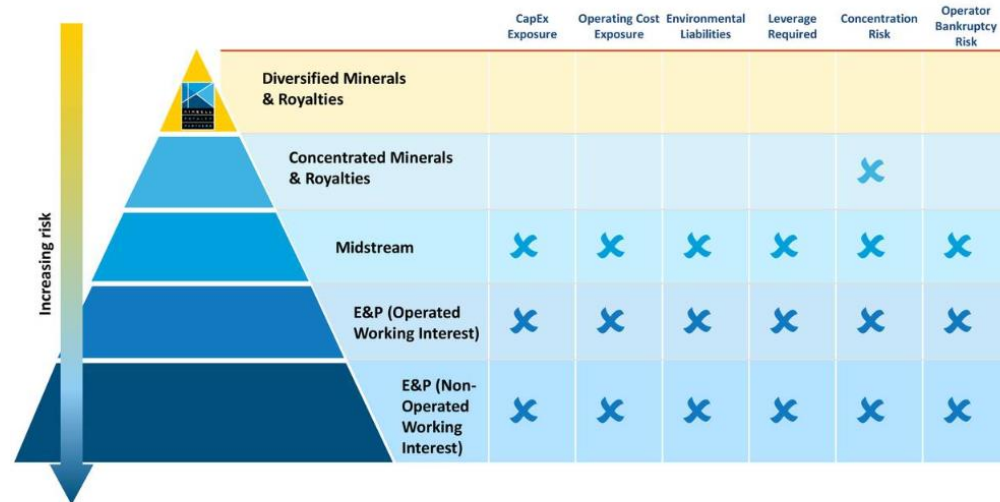 CapEx
Exposure
Operating Cost
Exposure
Environmental
Liabilities
Leverage
Required
Concentration
Risk
Operator
Bankruptcy
Risk
Diversified Minerals
& Royalties
Concentrated Minerals
& Royalties
Midstream
E&P (Operated
Working Interest)
E&P (Non-
Operated
Working
Interest)
Increasing risk